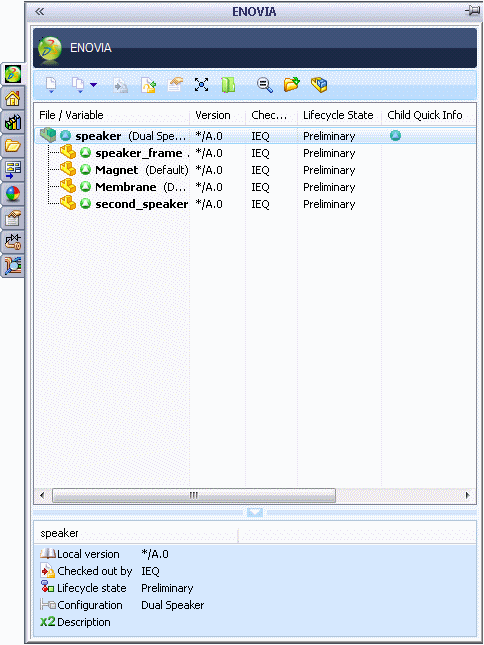 ENOVIA
ENOVIA
File / Variable Version Chec... Lifecycle State Child Quick Info
speaker (Dual Spe... */A.0 IEQ Preliminary
speaker_frame . */A.0 IEQ Preliminary
Magnet (Default) */A.0 IEQ Preliminary
Membrane (D... */A.0 IEQ Preliminary
second_speaker */A.0 IEQ Preliminary
speaker
Local version */A.0
Checked out by IEQ
Lifecycle state Preliminary
Configuration Dual Speaker
x2 Description